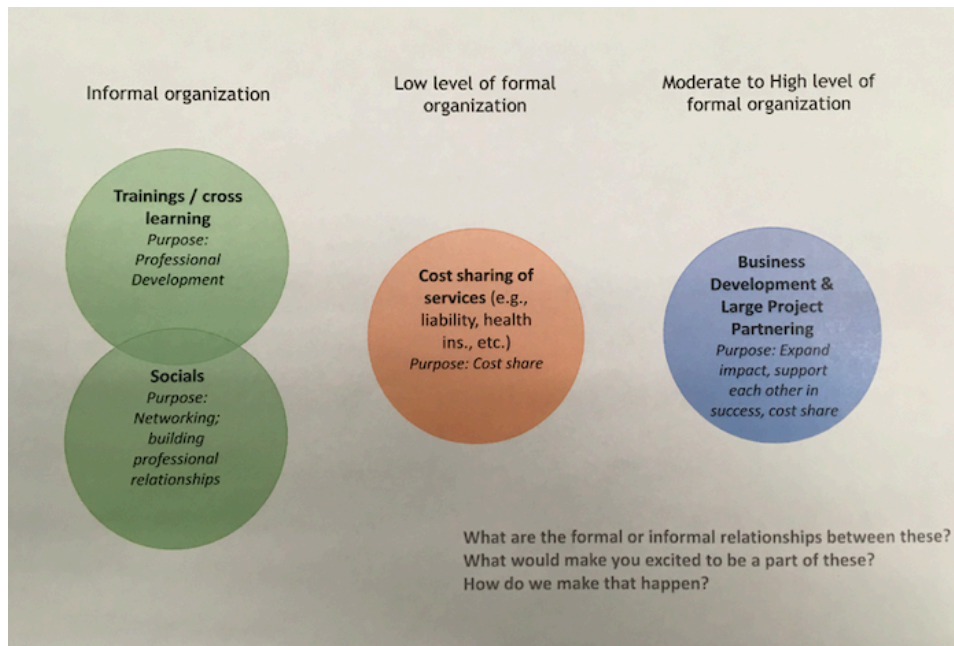 Informal organization
Low level of formal
organization
Moderate to High level of
formal organization
Trainings / cross
learning
Purpose:
Professional
Development
Socials
Purpose:
Networking;
building
professional
relationships
Cost sharing of
services (e.g.,
liability, health
ins., etc.)
Purpose: Cost share
Business
Development &
Large Project
Partnering
Purpose: Expand
impact, support
each other in
success, cost share
What are the formal or informal relationships between these?
What would make you excited to be a part of these?
How do we make that happen?